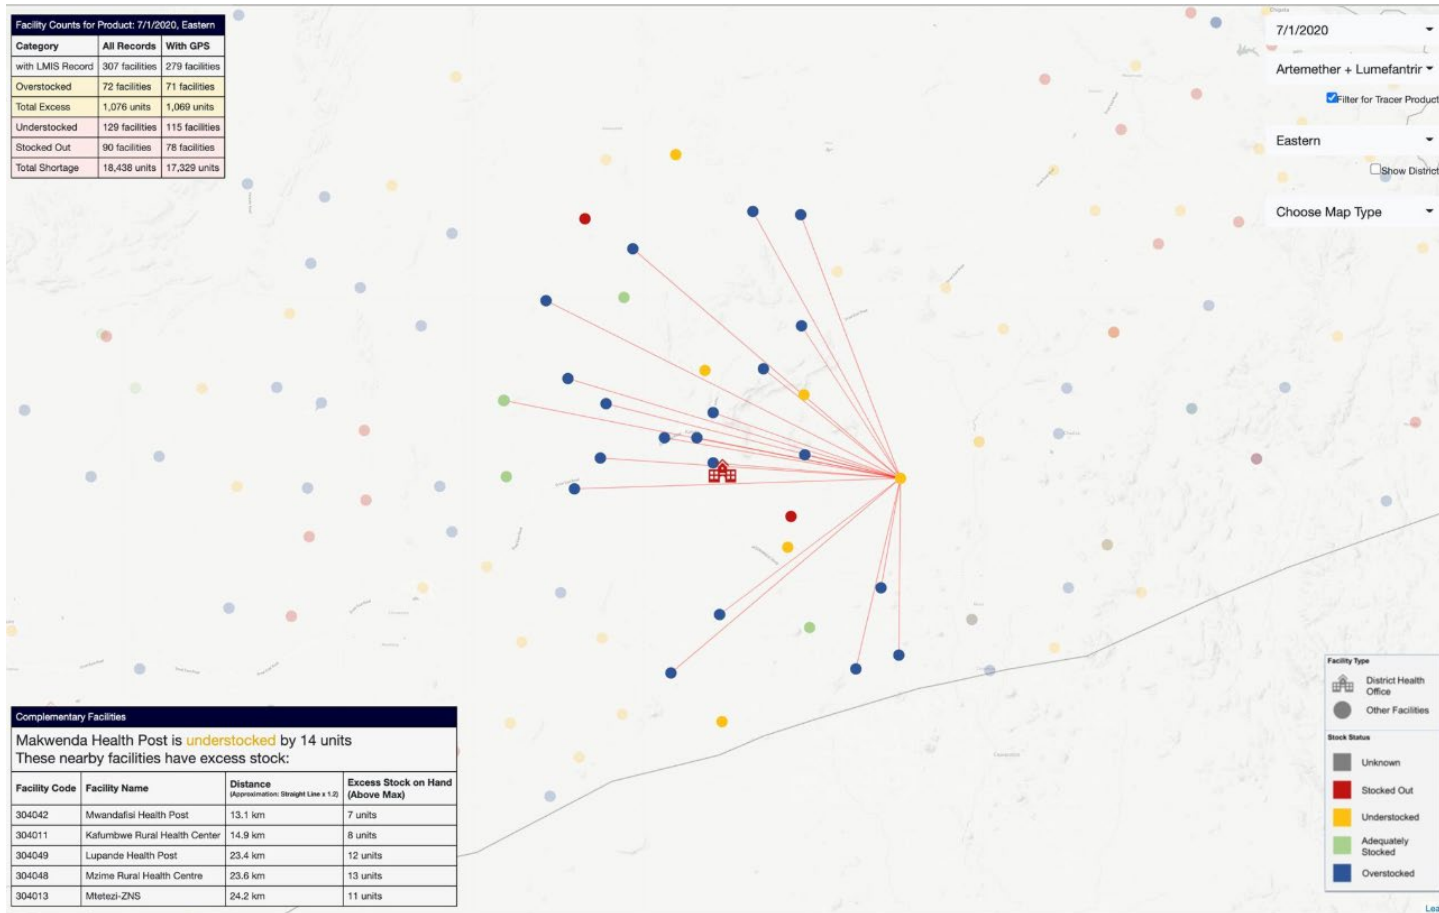 Facility Counts for Product: 7/1/2020, Eastern
Category All Records With GPS
with LMIS Record 307 facilities 279 facilities
Overstocked 72 facilities 71 facilities
Total Excess 1,076 units 1,069 units
Understocked 129 facilities 115 facilities
Stocked Out 90 facilities 78 facilities
Total Shortage 18,438 units 17,329 units
7/1/2020
Artemether + Lumefantrir
Filter for Tracer Product
Eastern
Show District
Choose Map Type
Complementary Facilities
Makwenda Health Post is understocked by 14 units
These nearby facilities have excess stock:
Facility Code Facility Name Distance (Approximation: Straight Line x 1.2) Excess Stock on Hand (Above Max)
304042 Mwandafisi Health Post 13.1 km 7 units
304011 Kafumbwe Rural Health Center 14.9 km 8 units
304049 Lupande Health Post 23.4 km 12 units
304048 Mzime Rural Health Centre 23.6 km 13 units
304013 Mtetezi-ZNS 24.2 km 11 units
Facility Type
District Health
Office
Other Facilities
Stock Status
Unknown
Stocked Out
Understocked
Adequately
Stocked
Overstocked
Lea